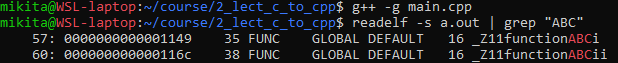 mikita@WSL-laptop:~/course/2_lect_c_to_cpp$ g++ -g main.cpp
mikita@WSL-laptop:~/course/2_lect_c_to_cpp$ readelf -s a.out | grep "ABC"
57: 0000000000001149 35 FUNC GLOBAL DEFAULT 16 _Z11functionABCi
60: 000000000000116c 38 FUNC GLOBAL DEFAULT 16 _Z11functionABCii